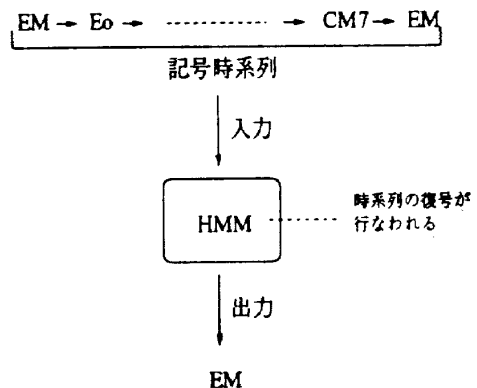 EM → Eo → ---------- → CM7 → EM
記号時系列
入力
HMM
時系列の復号が
行なわれる
出力
EM